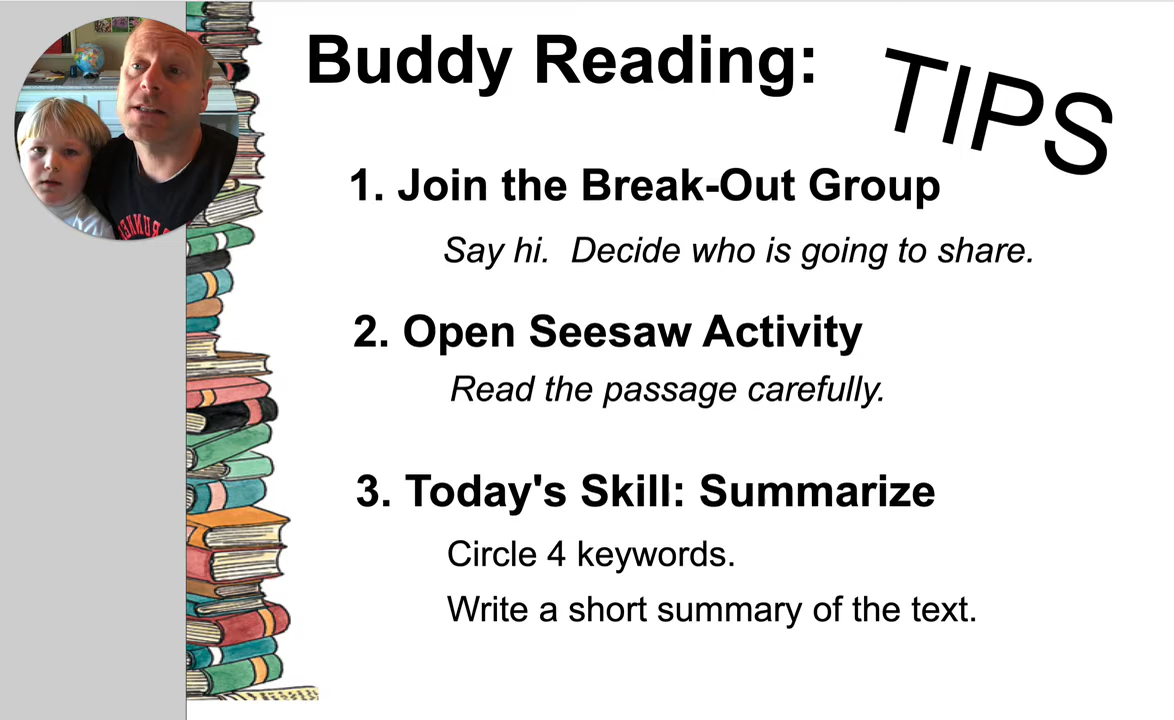 Buddy Reading:
TIPS
1. Join the Break-Out Group
Say hi.  Decide who is going to share.
2. Open Seesaw Activity
Read the passage carefully.
3. Today's Skill: Summarize
Circle 4 keywords.
Write a short summary of the text.